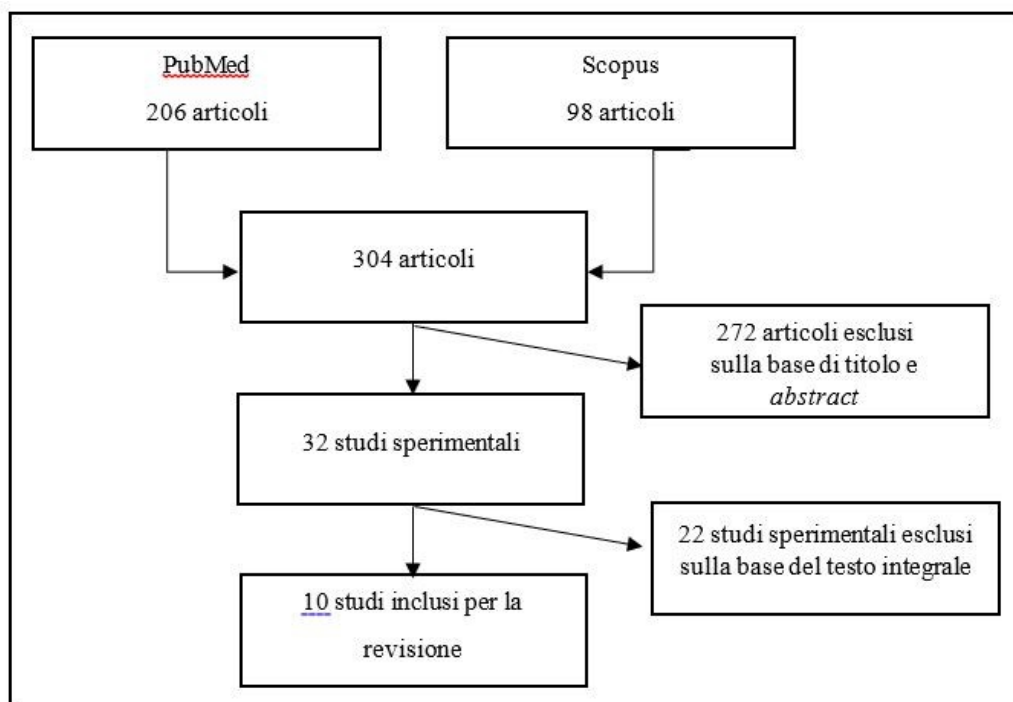 PubMed
206 articoli
Scopus
98 articoli
304 articoli
272 articoli esclusi
sulla base di titolo e
abstract
32 studi sperimentali
22 studi sperimentali esclusi
sulla base del testo integrale
10 studi inclusi per la
revisione